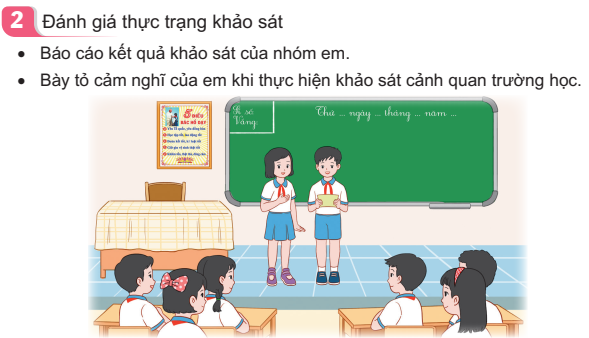 2 Đánh giá thực trạng khảo sát
• Báo cáo kết quả khảo sát của nhóm em.
• Bày tỏ cảm nghĩ của em khi thực hiện khảo sát cảnh quan trường học.
5 ĐIỀU
BÁC HỒ DẠY
Sĩ số
Vắng:
Thứ ... ngày ... tháng ... năm ...